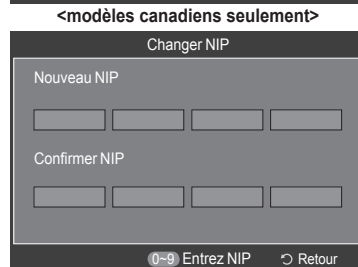 <modèles canadiens seulement>
Changer NIP
Nouveau NIP
Confirmer NIP
0~9 Entrez NIP ⮌ Retour